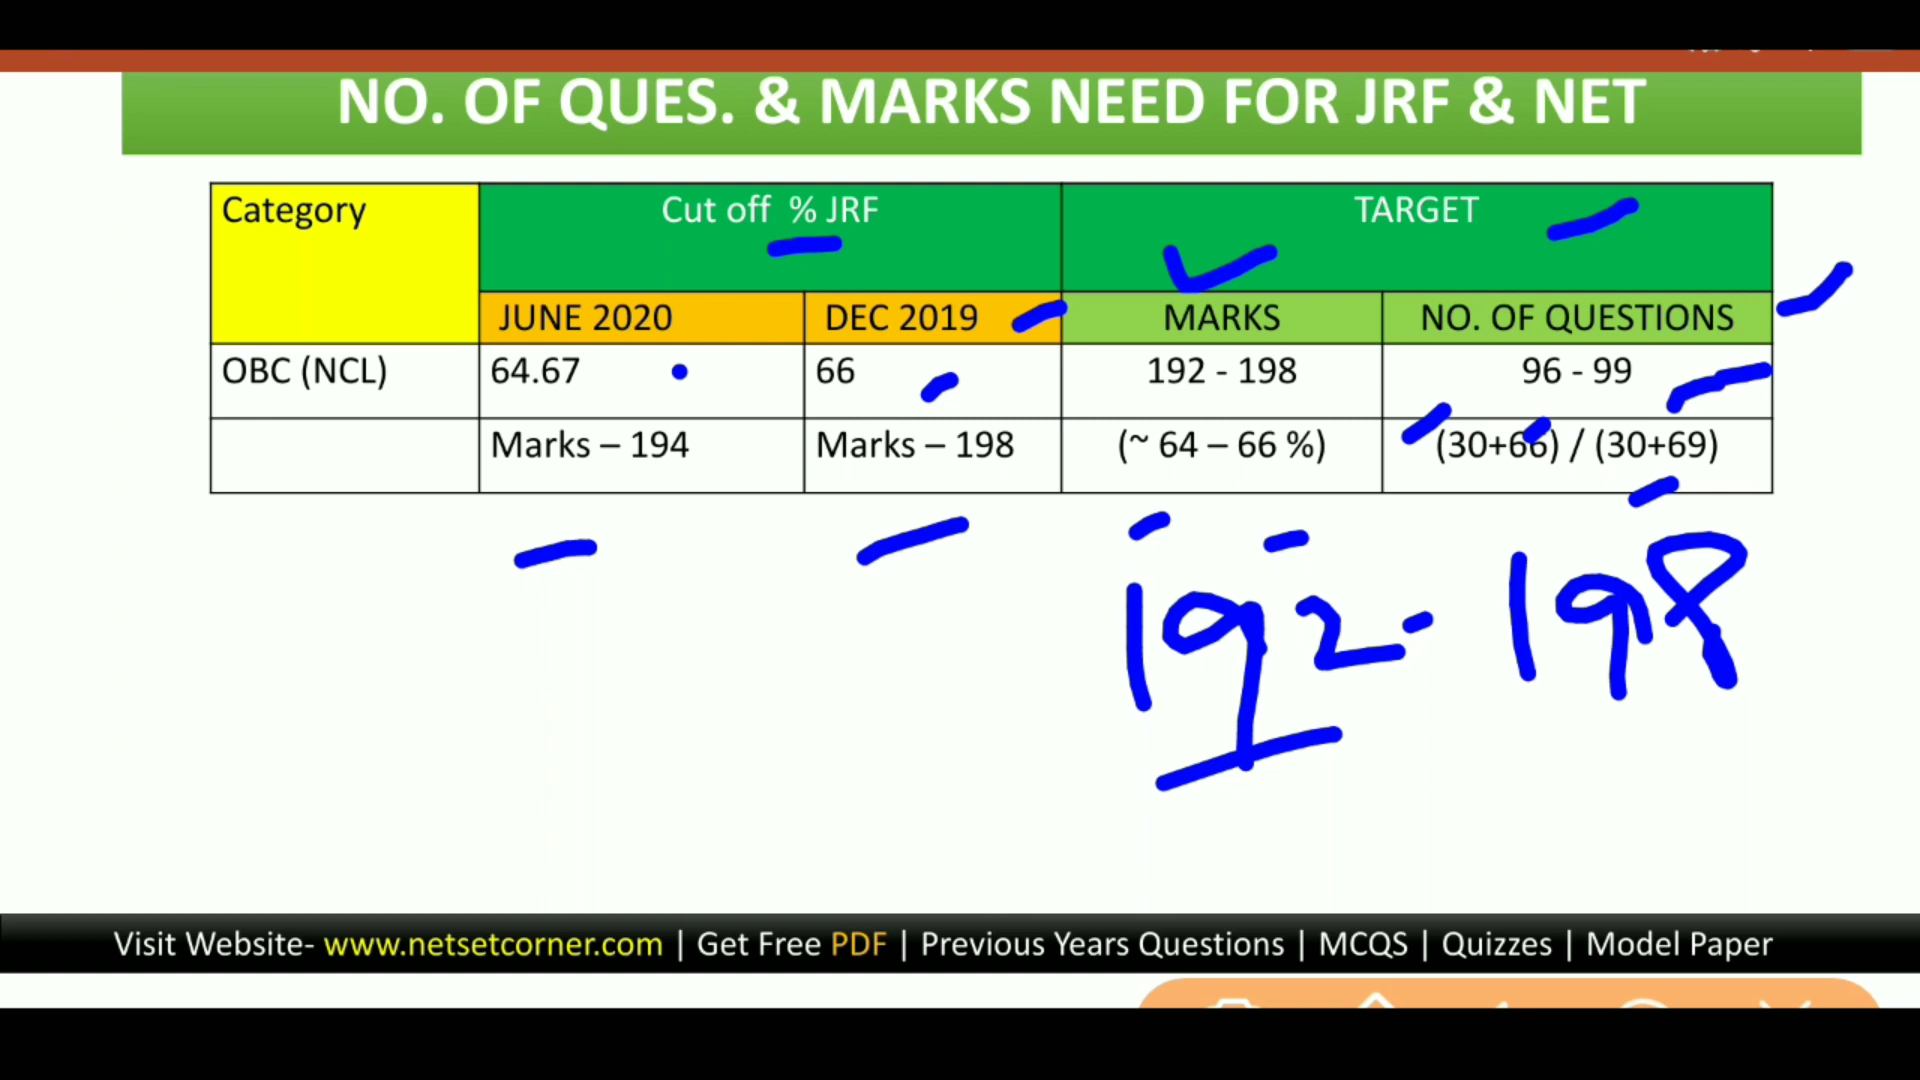 NO. OF QUES. & MARKS NEED FOR JRF & NET
Category Cut off % JRF TARGET
JUNE 2020 DEC 2019 MARKS NO. OF QUESTIONS
OBC (NCL) 64.67 66 192 - 198 96 - 99
Marks – 194 Marks – 198 (~ 64 – 66 %) (30+66) / (30+69)
192 - 198
Visit Website- www.netsetcorner.com | Get Free PDF | Previous Years Questions | MCQS | Quizzes | Model Paper